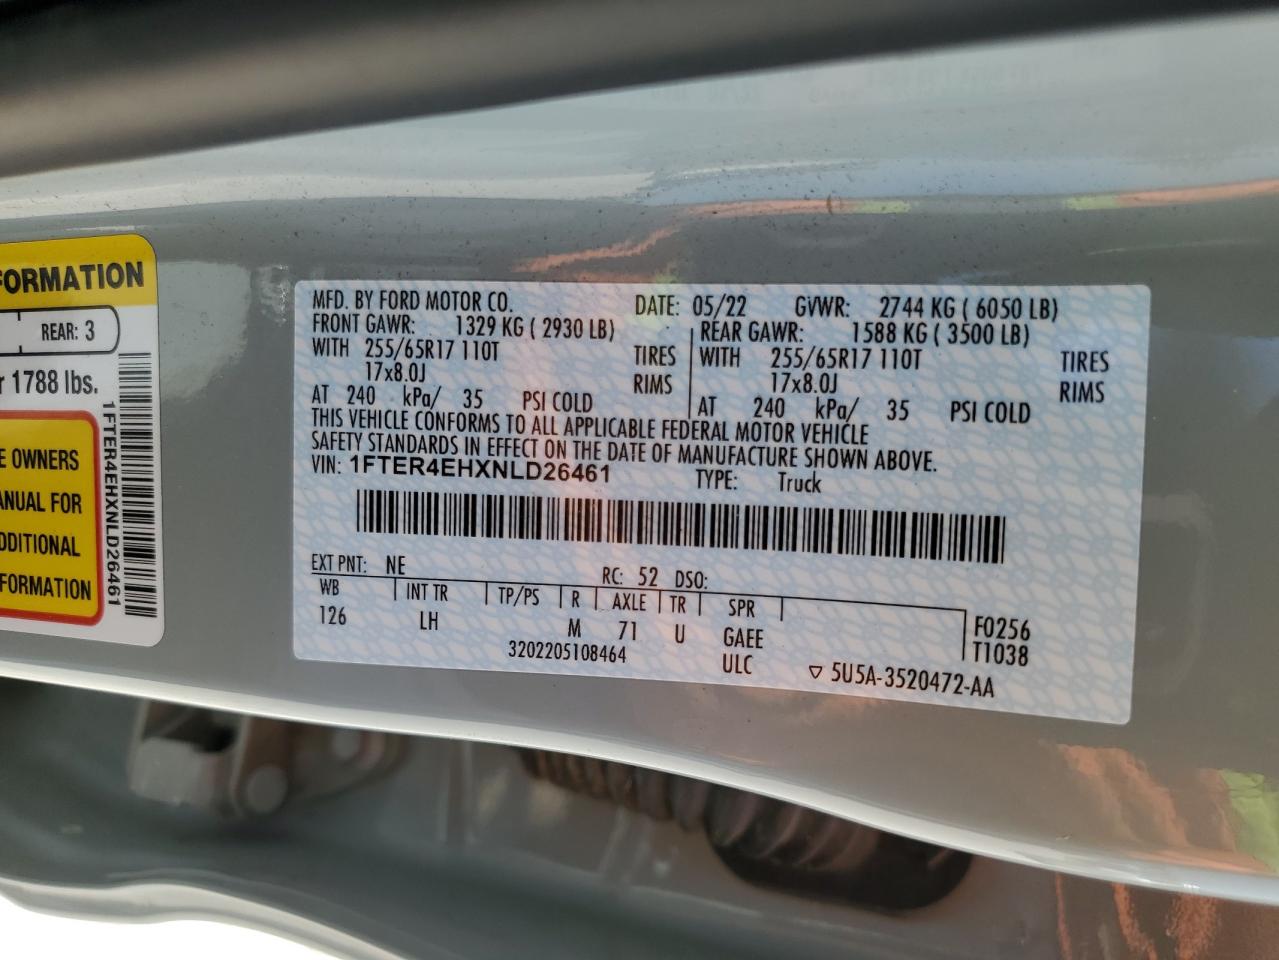 FORMATION
REAR: 3
r 1788 lbs.
E OWNERS
ANUAL FOR
DDITIONAL
FORMATION
1FTER4EHXNLD26461
MFD. BY FORD MOTOR CO. DATE: 05/22 GVWR: 2744 KG ( 6050 LB)
FRONT GAWR: 1329 KG ( 2930 LB) REAR GAWR: 1588 KG ( 3500 LB)
WITH 255/65R17 110T TIRES WITH 255/65R17 110T TIRES
17x8.0J RIMS 17x8.0J RIMS
AT 240 kPa/ 35 PSI COLD AT 240 kPa/ 35 PSI COLD
THIS VEHICLE CONFORMS TO ALL APPLICABLE FEDERAL MOTOR VEHICLE
SAFETY STANDARDS IN EFFECT ON THE DATE OF MANUFACTURE SHOWN ABOVE.
VIN: 1FTER4EHXNLD26461 TYPE: Truck
EXT PNT: NE RC: 52 DSO:
WB INT TR TP/PS R AXLE TR SPR
126 LH M 71 U GAEE F0256
3202205108464 ULC T1038
▽ 5U5A-3520472-AA